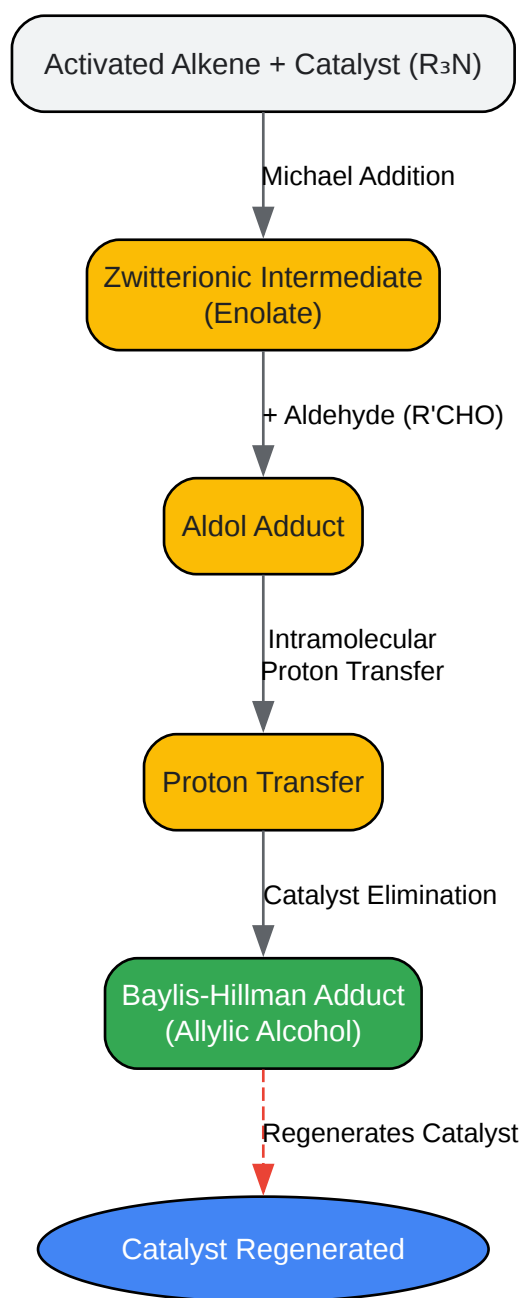 Activated Alkene + Catalyst (R₃N)
Michael Addition
Zwitterionic Intermediate
(Enolate)
+ Aldehyde (R'CHO)
Aldol Adduct
Intramolecular
Proton Transfer
Proton Transfer
Catalyst Elimination
Baylis-Hillman Adduct
(Allylic Alcohol)
Regenerates Catalyst
Catalyst Regenerated